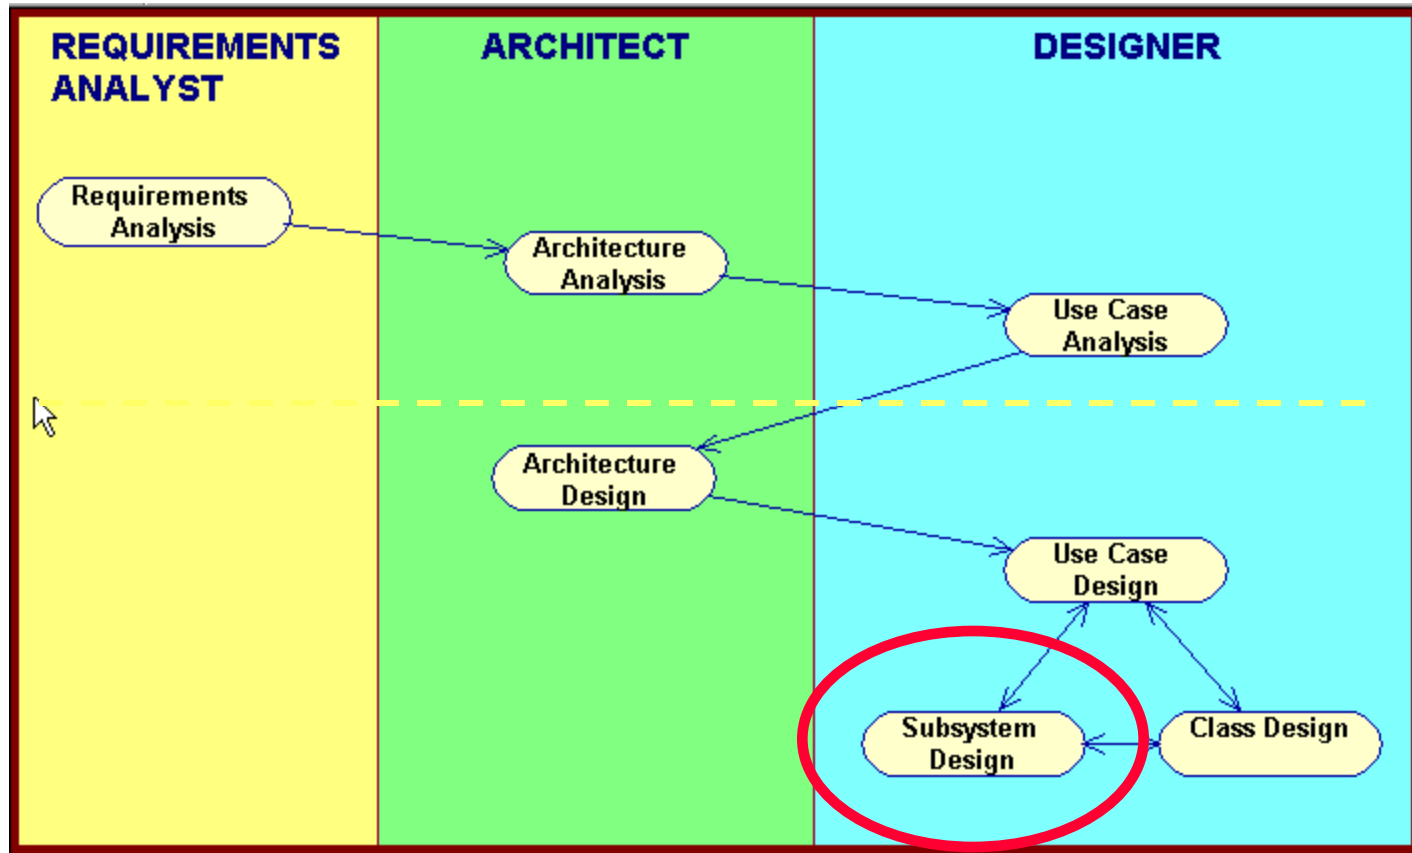 REQUIREMENTS
ANALYST
ARCHITECT
DESIGNER
Requirements
Analysis
Architecture
Analysis
Use Case
Analysis
Architecture
Design
Use Case
Design
Subsystem
Design
Class Design